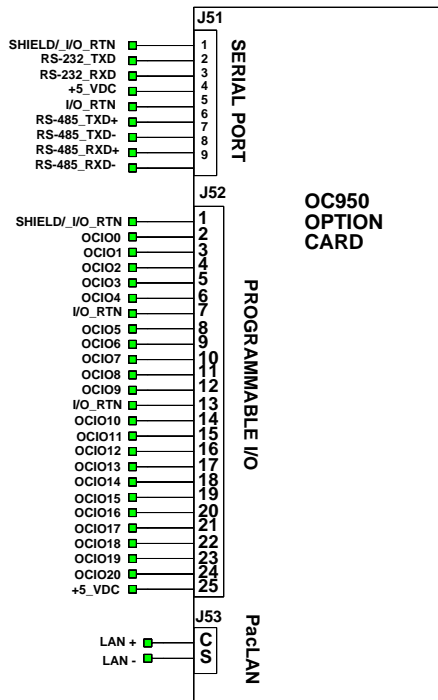 J51
SHIELD/_I/O_RTN 1
RS-232_TXD 2
RS-232_RXD 3
+5_VDC 4
I/O_RTN 5
RS-485_TXD+ 6
RS-485_TXD- 7
RS-485_RXD+ 8
RS-485_RXD- 9
SERIAL PORT
OC950
OPTION
CARD
J52
SHIELD/_I/O_RTN 1
OCIO0 2
OCIO1 3
OCIO2 4
OCIO3 5
OCIO4 6
I/O_RTN 7
OCIO5 8
OCIO6 9
OCIO7 10
OCIO8 11
OCIO9 12
I/O_RTN 13
OCIO10 14
OCIO11 15
OCIO12 16
OCIO13 17
OCIO14 18
OCIO15 19
OCIO16 20
OCIO17 21
OCIO18 22
OCIO19 23
OCIO20 24
+5_VDC 25
PROGRAMMABLE I/O
J53
LAN + C
LAN - S
PacLAN